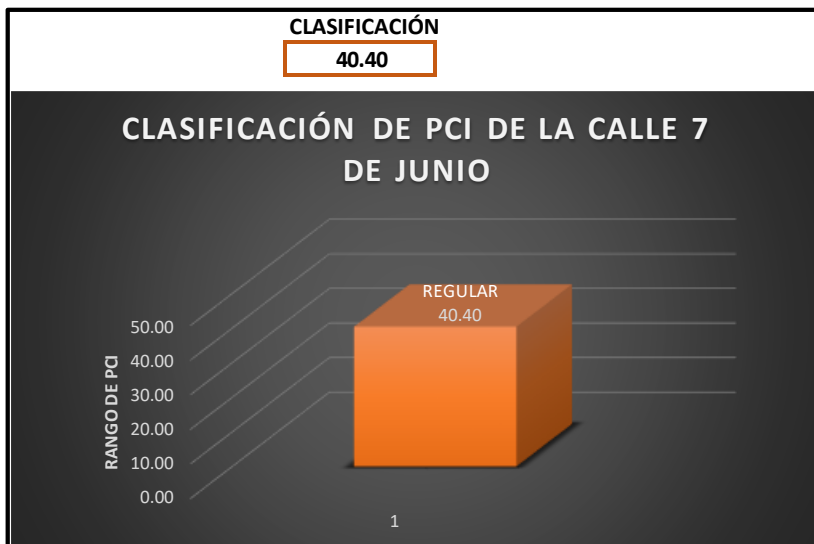 CLASIFICACIÓN
40.40
CLASIFICACIÓN DE PCI DE LA CALLE 7
DE JUNIO
REGULAR
40.40
50.00
40.00
30.00
20.00
10.00
0.00
RANGO DE PCI
1